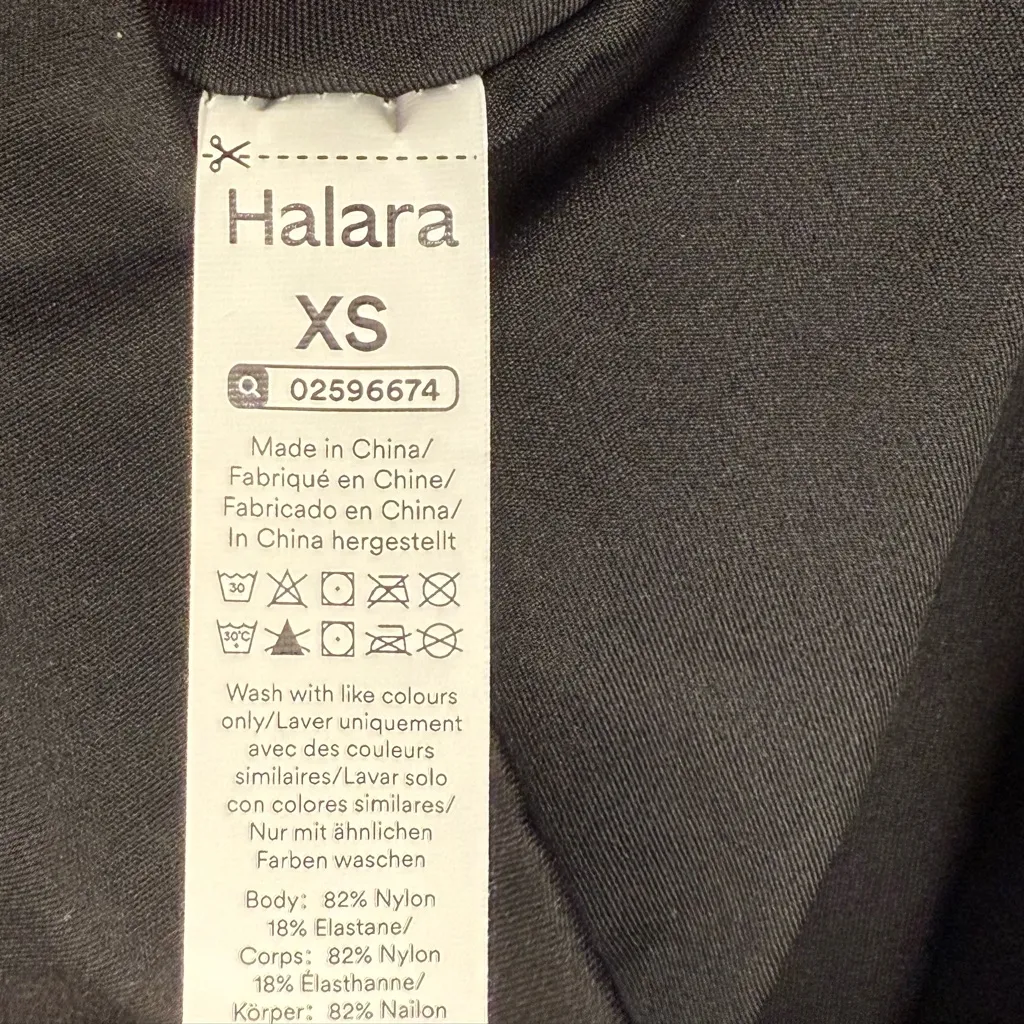 Halara
XS
02596674
Made in China/
Fabriqué en Chine/
Fabricado en China/
In China hergestellt
30
30°C
Wash with like colours
only/Laver uniquement
avec des couleurs
similaires/Lavar solo
con colores similares/
Nur mit ähnlichen
Farben waschen
Body: 82% Nylon
18% Elastane/
Corps: 82% Nylon
18% Élasthanne/
Körper: 82% Nailon